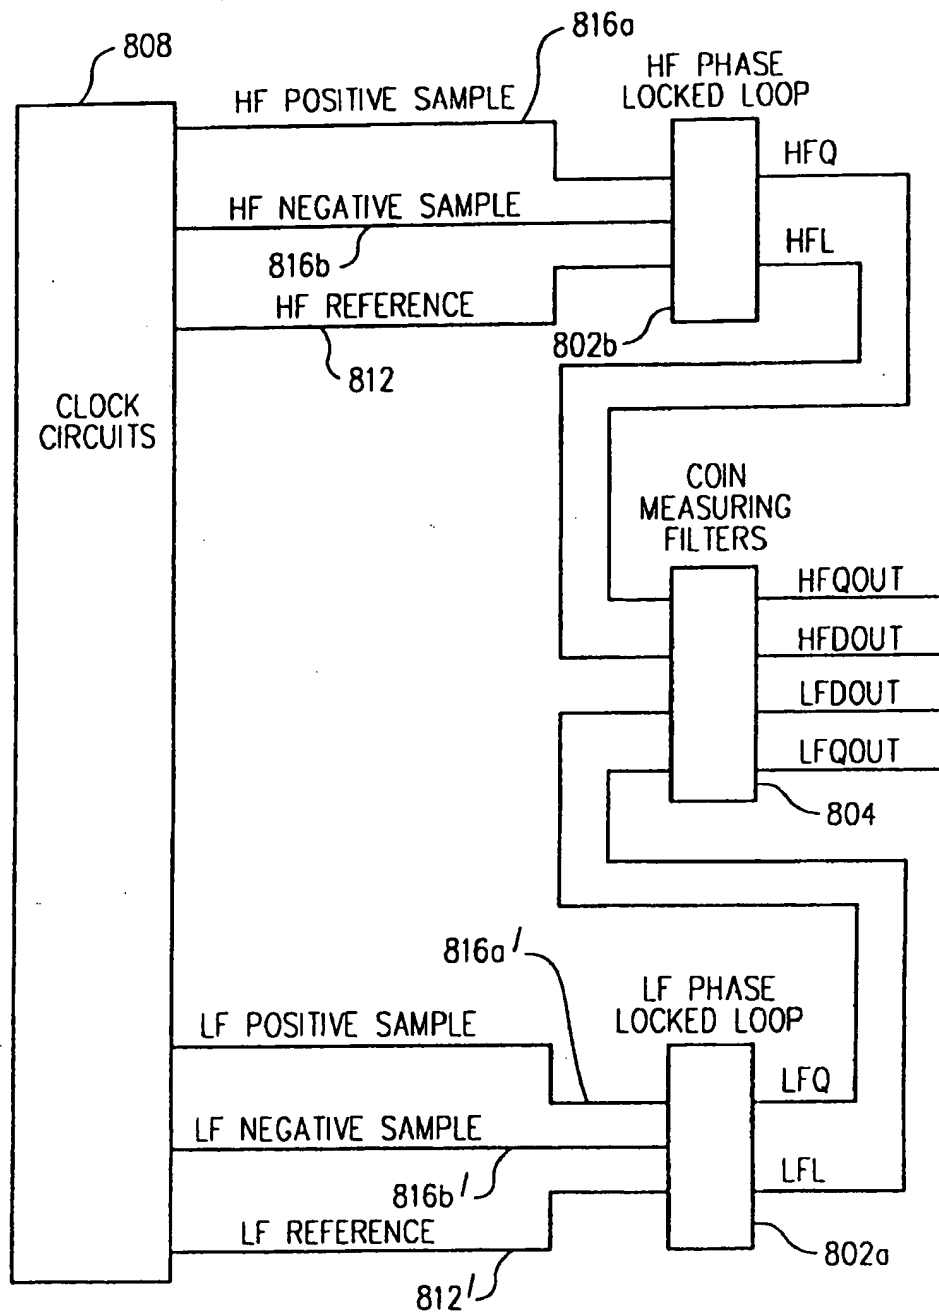 808
816a
HF POSITIVE SAMPLE
HF PHASE
LOCKED LOOP
HFQ
HF NEGATIVE SAMPLE
816b
HFL
HF REFERENCE
812
802b
CLOCK
CIRCUITS
COIN
MEASURING
FILTERS
HFQOUT
HFDOUT
LFDOUT
LFQOUT
804
816a'
LF POSITIVE SAMPLE
LF PHASE
LOCKED LOOP
LFQ
LF NEGATIVE SAMPLE
816b'
LFL
LF REFERENCE
812'
802a